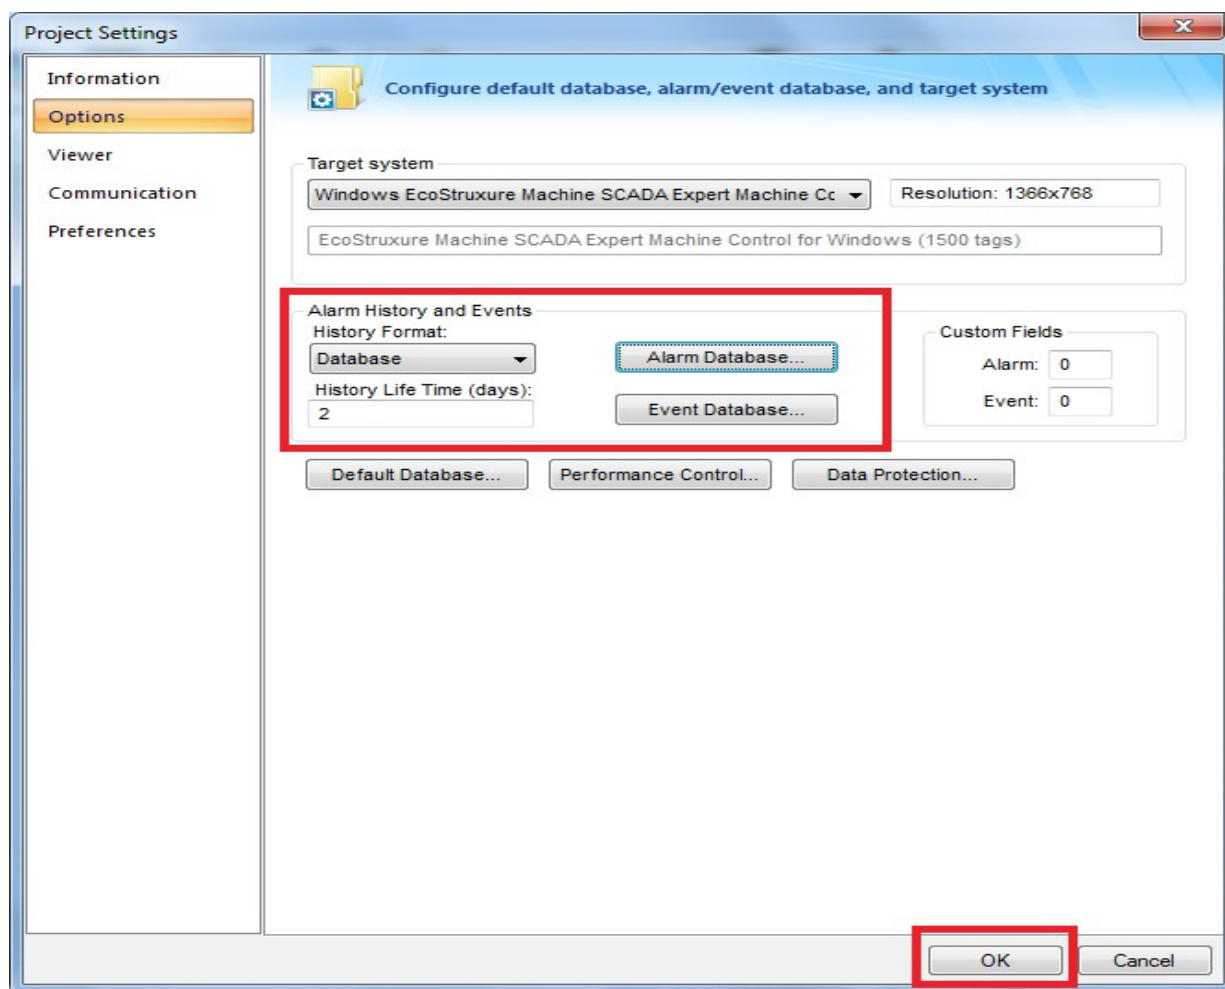 Project Settings
Information
Options
Viewer
Communication
Preferences
Configure default database, alarm/event database, and target system
Target system
Windows EcoStruxure Machine SCADA Expert Machine Cc
Resolution: 1366x768
EcoStruxure Machine SCADA Expert Machine Control for Windows (1500 tags)
Alarm History and Events
History Format:
Database
Alarm Database...
History Life Time (days):
2
Event Database...
Custom Fields
Alarm: 0
Event: 0
Default Database...
Performance Control...
Data Protection...
OK
Cancel